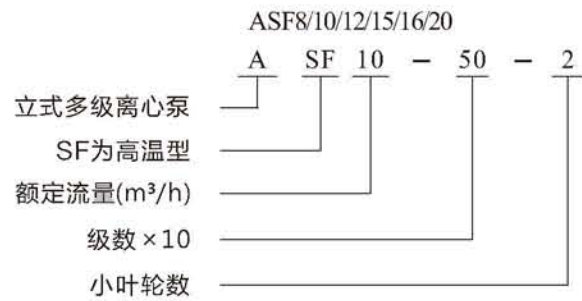 ASF8/10/12/15/16/20
A SF 10 - 50 - 2
立式多级离心泵
SF为高温型
额定流量(m³/h)
级数×10
小叶轮数